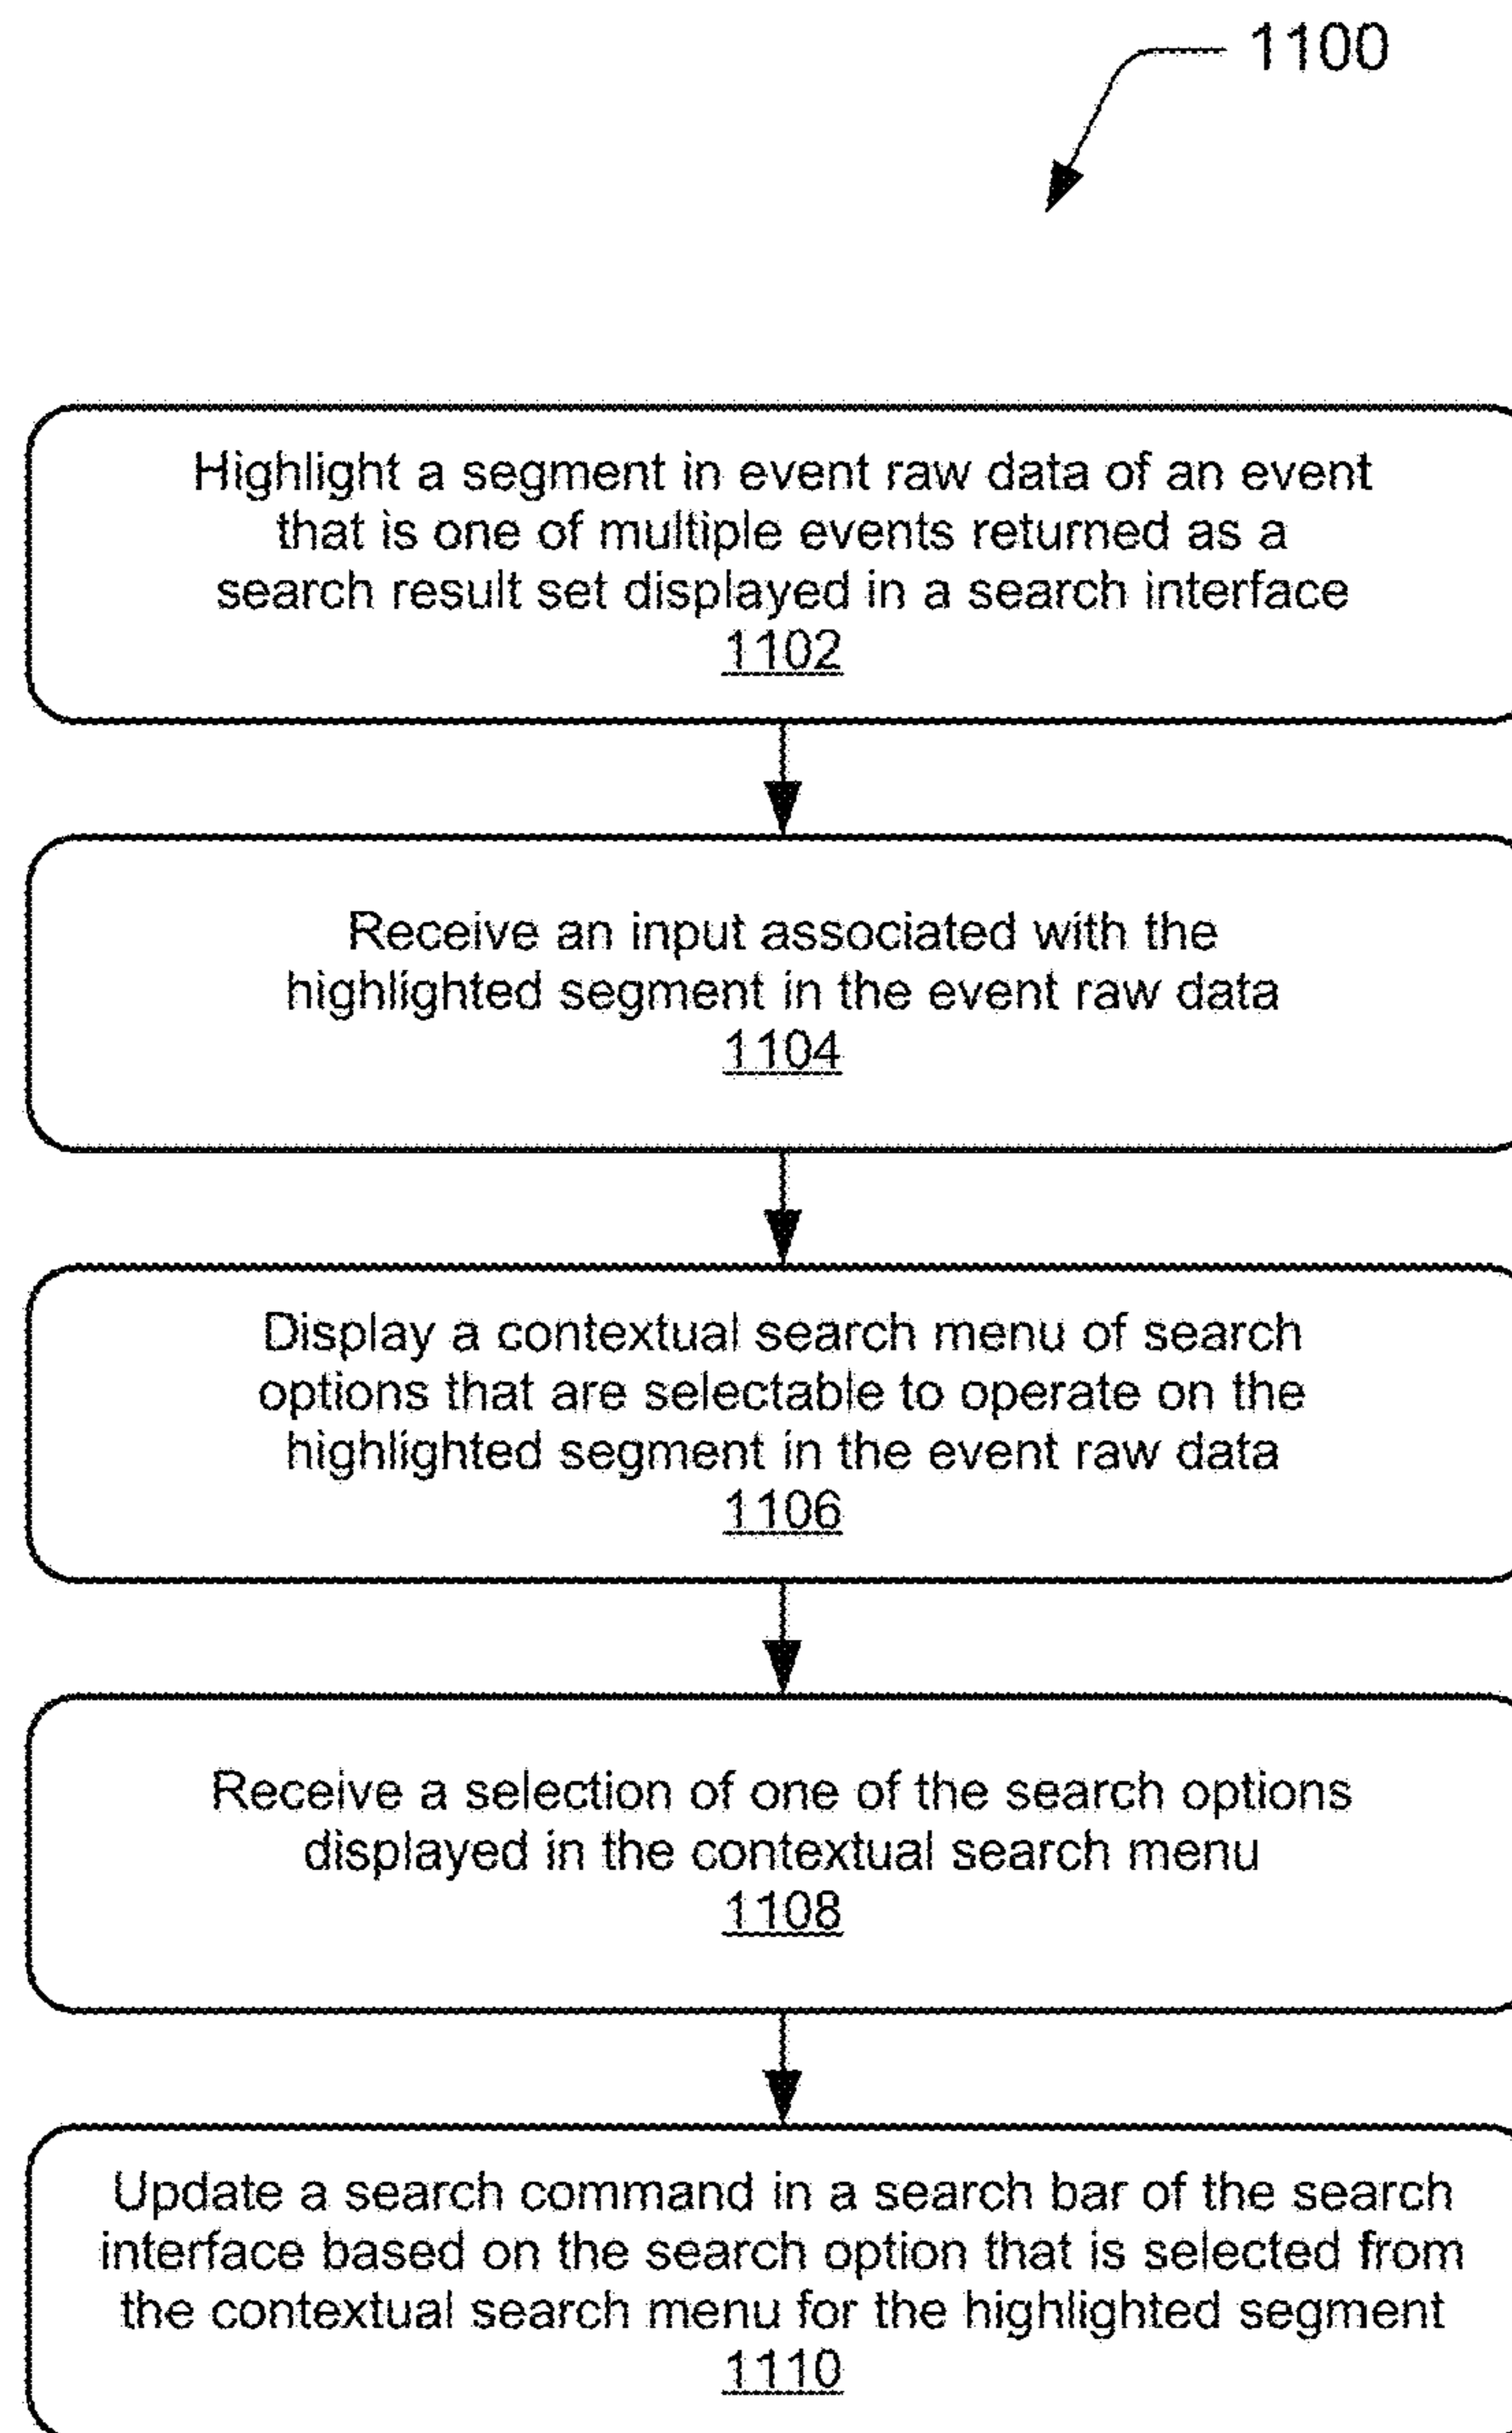 1100
Highlight a segment in event raw data of an event
that is one of multiple events returned as a
search result set displayed in a search interface
1102
Receive an input associated with the
highlighted segment in the event raw data
1104
Display a contextual search menu of search
options that are selectable to operate on the
highlighted segment in the event raw data
1106
Receive a selection of one of the search options
displayed in the contextual search menu
1108
Update a search command in a search bar of the search
interface based on the search option that is selected from
the contextual search menu for the highlighted segment
1110